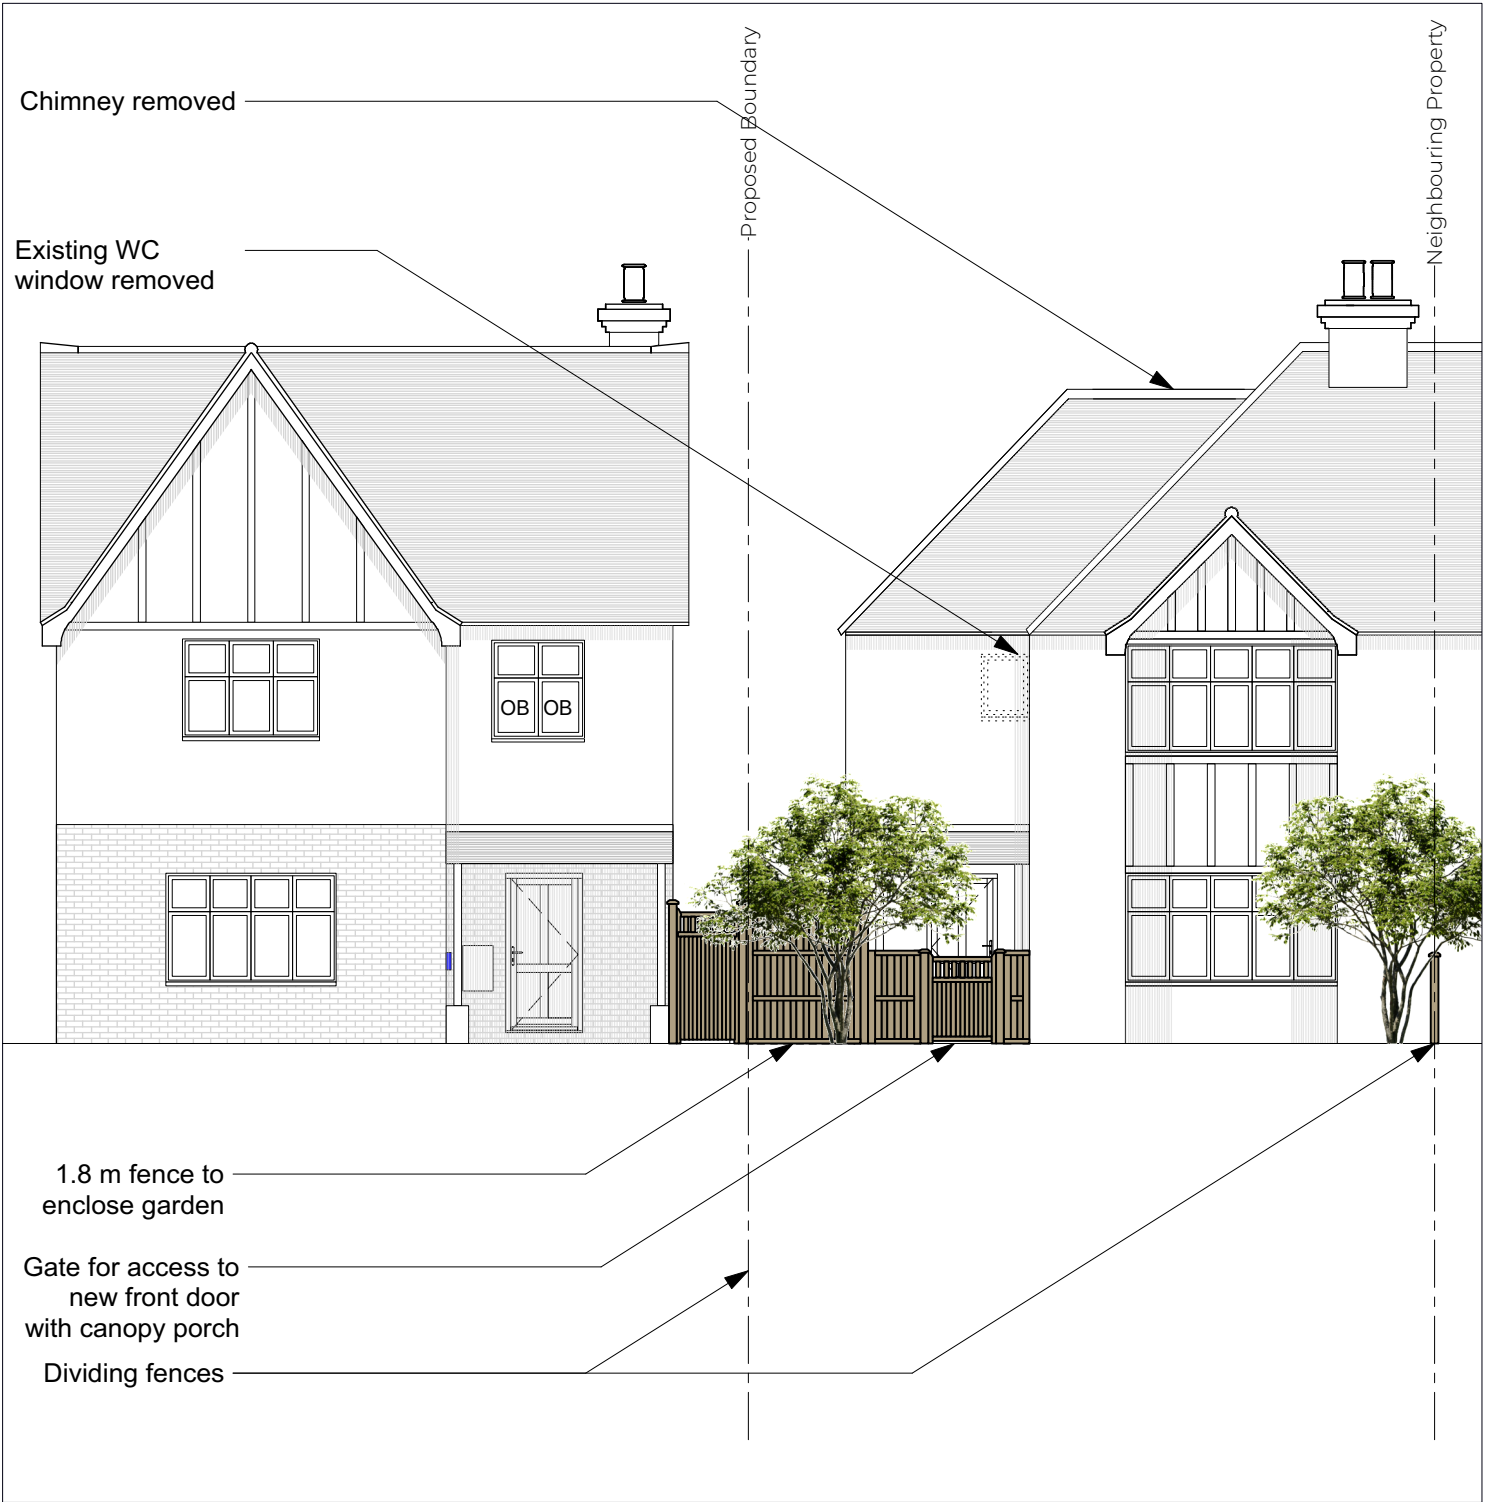 Proposed Boundary
Neighbouring Property
Chimney removed
Existing WC
window removed
OB OB
1.8 m fence to
enclose garden
Gate for access to
new front door
with canopy porch
Dividing fences